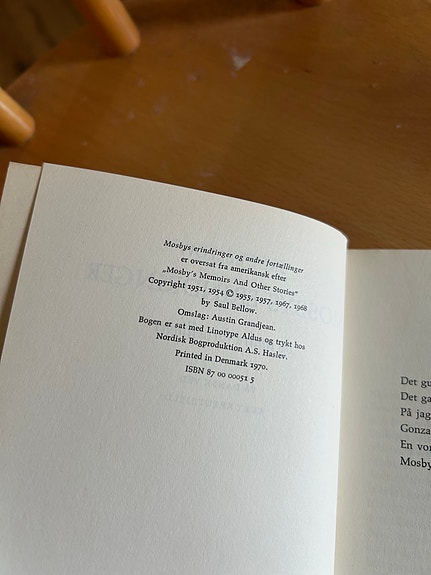 Mosbys erindringer og andre fortællinger
er oversat fra amerikansk efter
„Mosby's Memoirs And Other Stories"
Copyright 1951, 1954 © 1955, 1957, 1967, 1968
by Saul Bellow.
Omslag: Austin Grandjean.
Bogen er sat med Linotype Aldus og trykt hos
Nordisk Bogproduktion A.S. Haslev.
Printed in Denmark 1970.
ISBN 87 00 00051 5
Det gu
Det ga
På jag
Gonza
En vor
Mosby